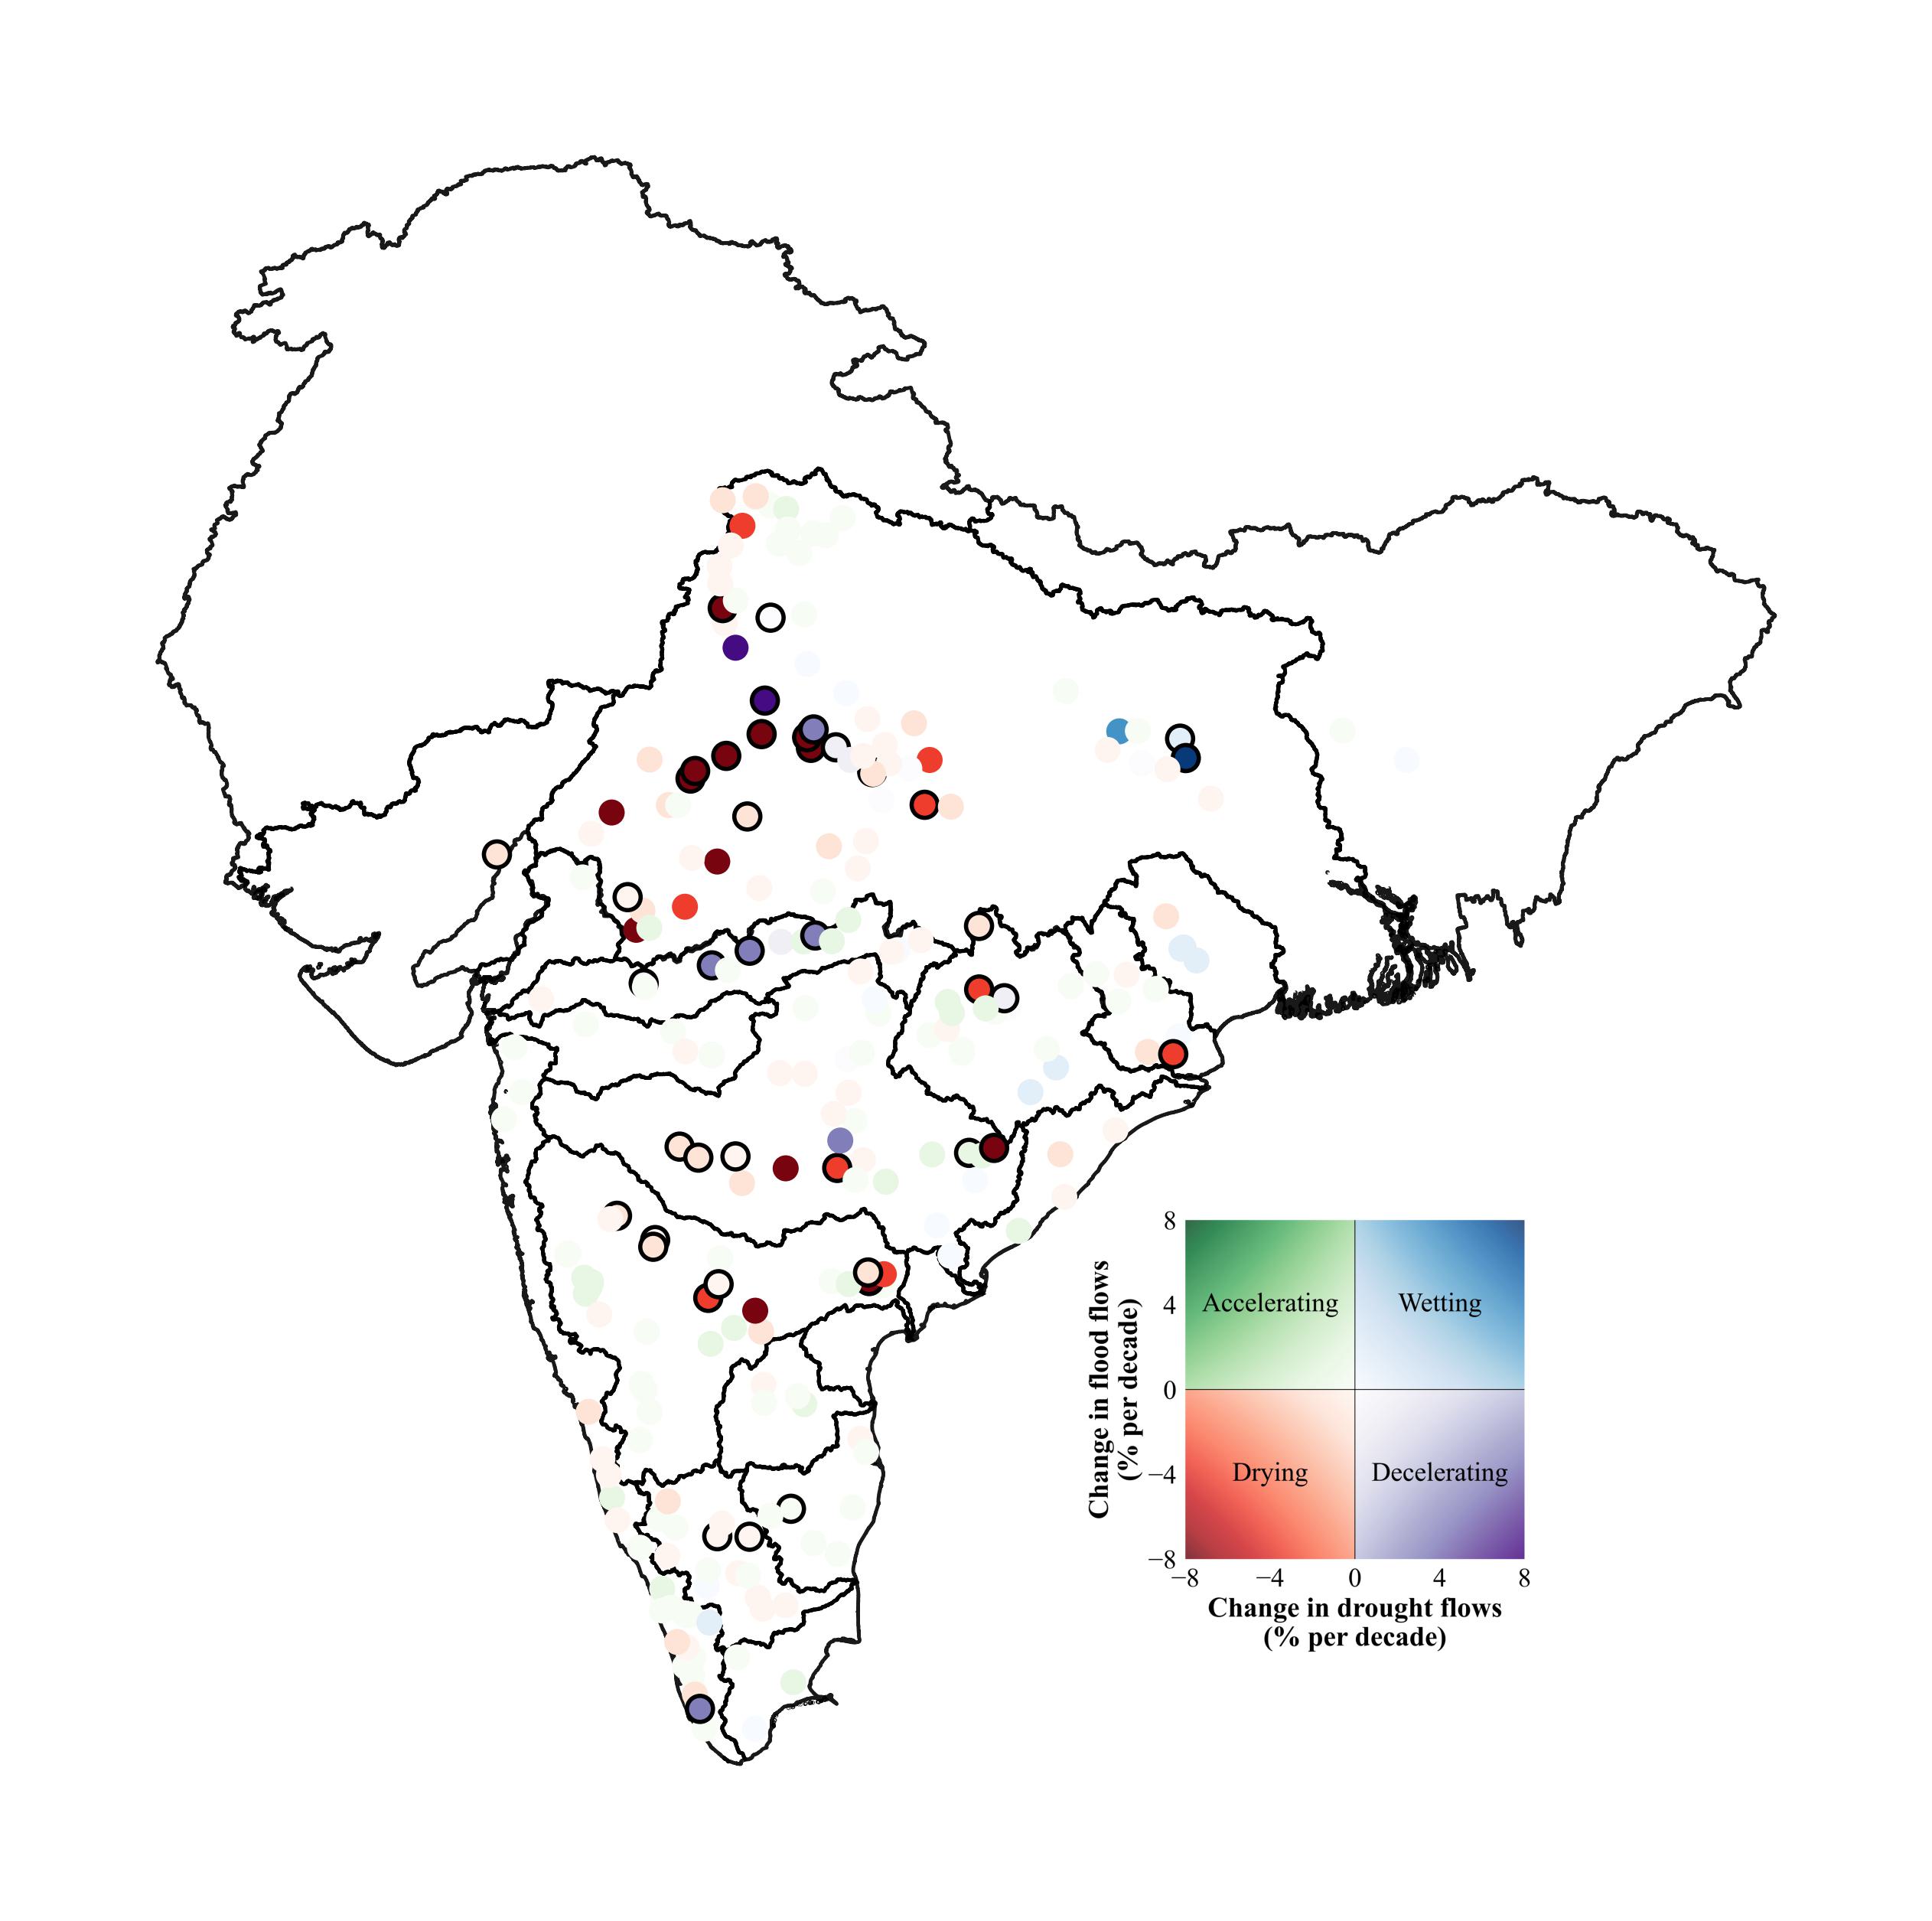 8
Accelerating
Wetting
4
0
Drying
Decelerating
−4
−8
Change in flood flows
(% per decade)
−8 −4 0 4 8
Change in drought flows
(% per decade)